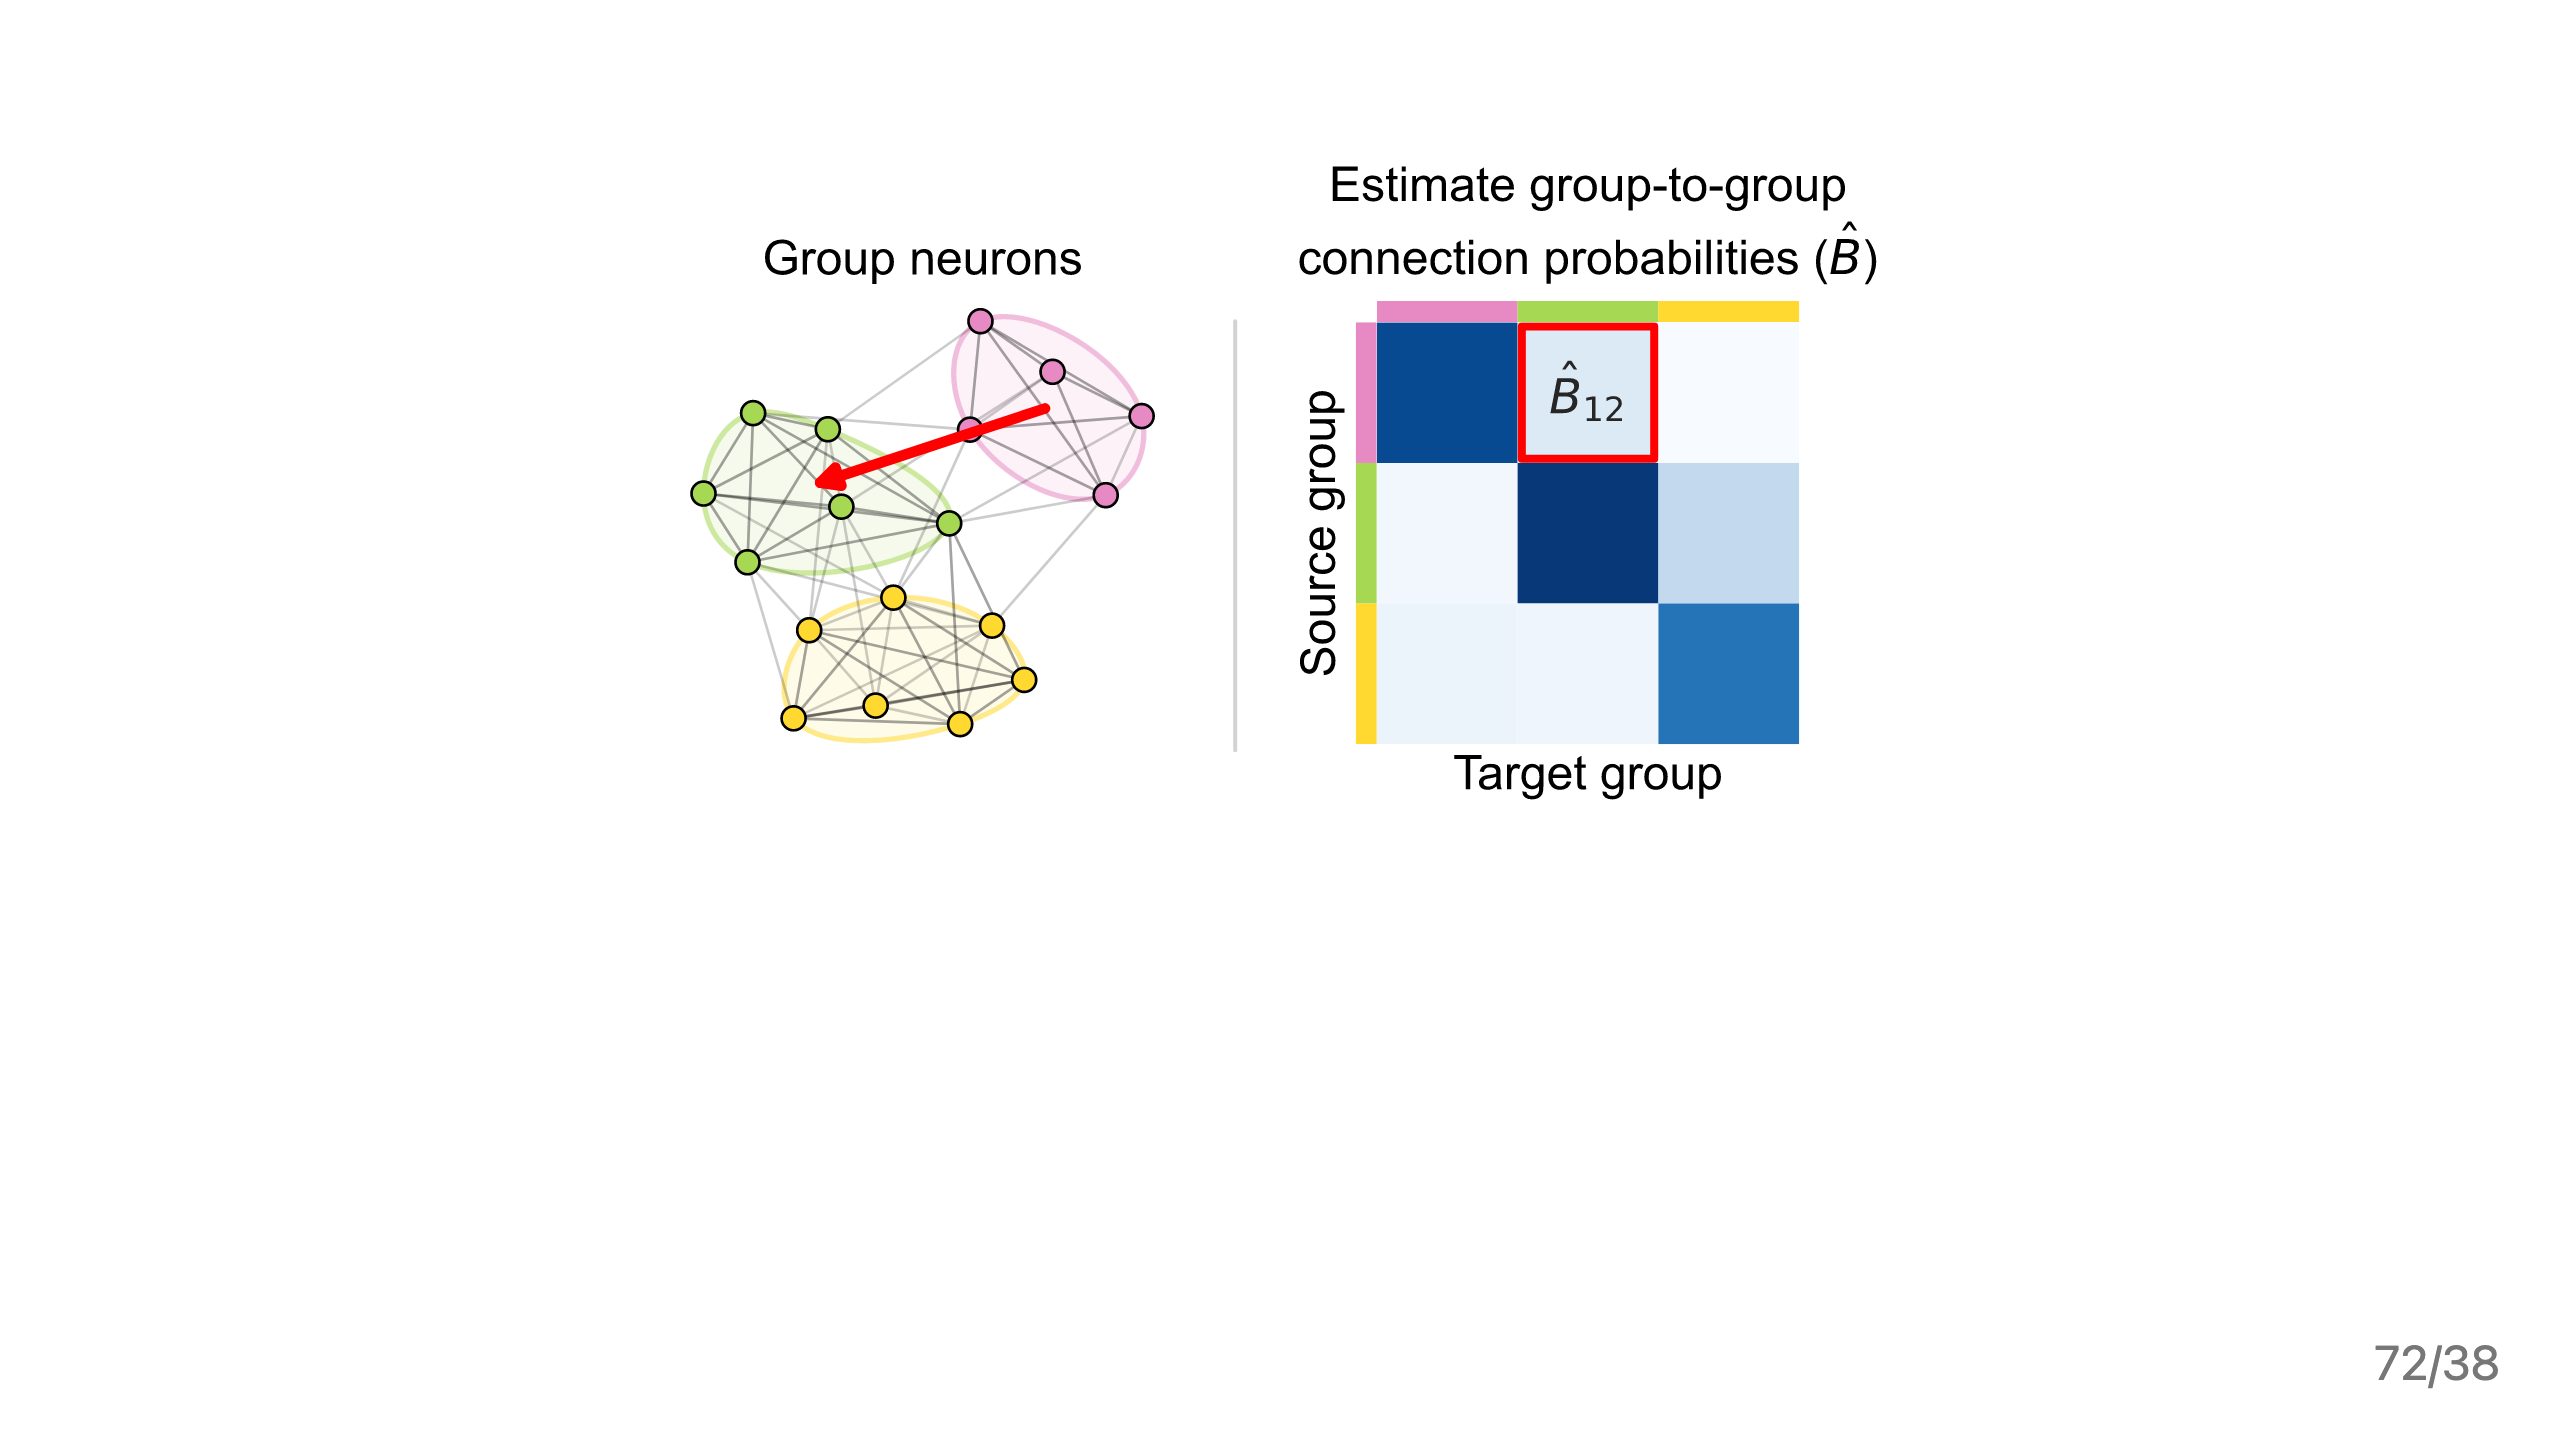 Group neurons
Estimate group-to-group
connection probabilities (B̂)
Source group
B̂₁₂
Target group
72/38